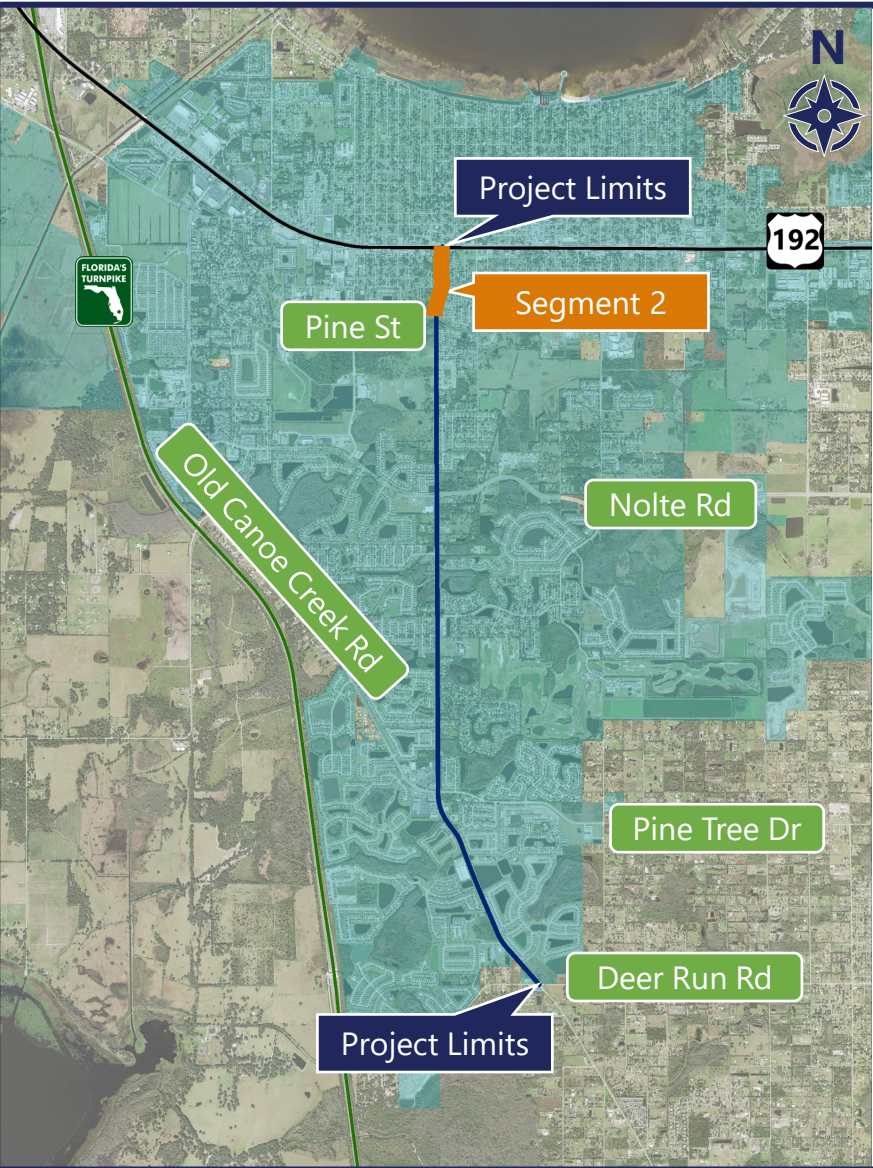 N
Project Limits
192
FLORIDA'S
TURNPIKE
Segment 2
Pine St
Old Canoe Creek Rd
Nolte Rd
Pine Tree Dr
Deer Run Rd
Project Limits